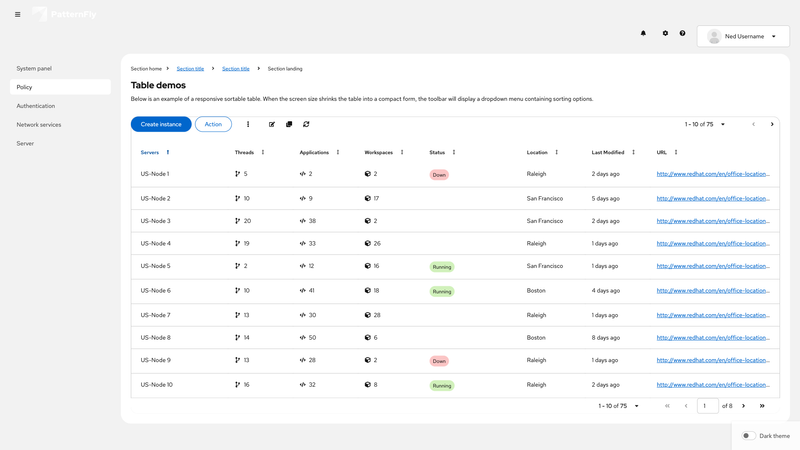 PatternFly
Ned Username
System panel
Policy
Authentication
Network services
Server
Section home Section title Section title Section landing
Table demos
Below is an example of a responsive sortable table. When the screen size shrinks the table into a compact form, the toolbar will display a dropdown menu containing sorting options.
Create instance Action 1 - 10 of 75
Servers Threads Applications Workspaces Status Location Last Modified URL
US-Node 1 5 2 2 Down Raleigh 2 days ago http://www.redhat.com/en/office-location...
US-Node 2 10 9 17 San Francisco 5 days ago http://www.redhat.com/en/office-location...
US-Node 3 20 38 2 San Francisco 2 days ago http://www.redhat.com/en/office-location...
US-Node 4 19 33 26 Raleigh 1 days ago http://www.redhat.com/en/office-location...
US-Node 5 2 12 16 Running San Francisco 1 days ago http://www.redhat.com/en/office-location...
US-Node 6 10 41 18 Running Boston 4 days ago http://www.redhat.com/en/office-location...
US-Node 7 13 30 28 Raleigh 1 days ago http://www.redhat.com/en/office-location...
US-Node 8 14 50 6 Boston 8 days ago http://www.redhat.com/en/office-location...
US-Node 9 13 28 2 Down Raleigh 1 days ago http://www.redhat.com/en/office-location...
US-Node 10 16 32 8 Running Raleigh 2 days ago http://www.redhat.com/en/office-location...
1 - 10 of 75 1 of 8
Dark theme